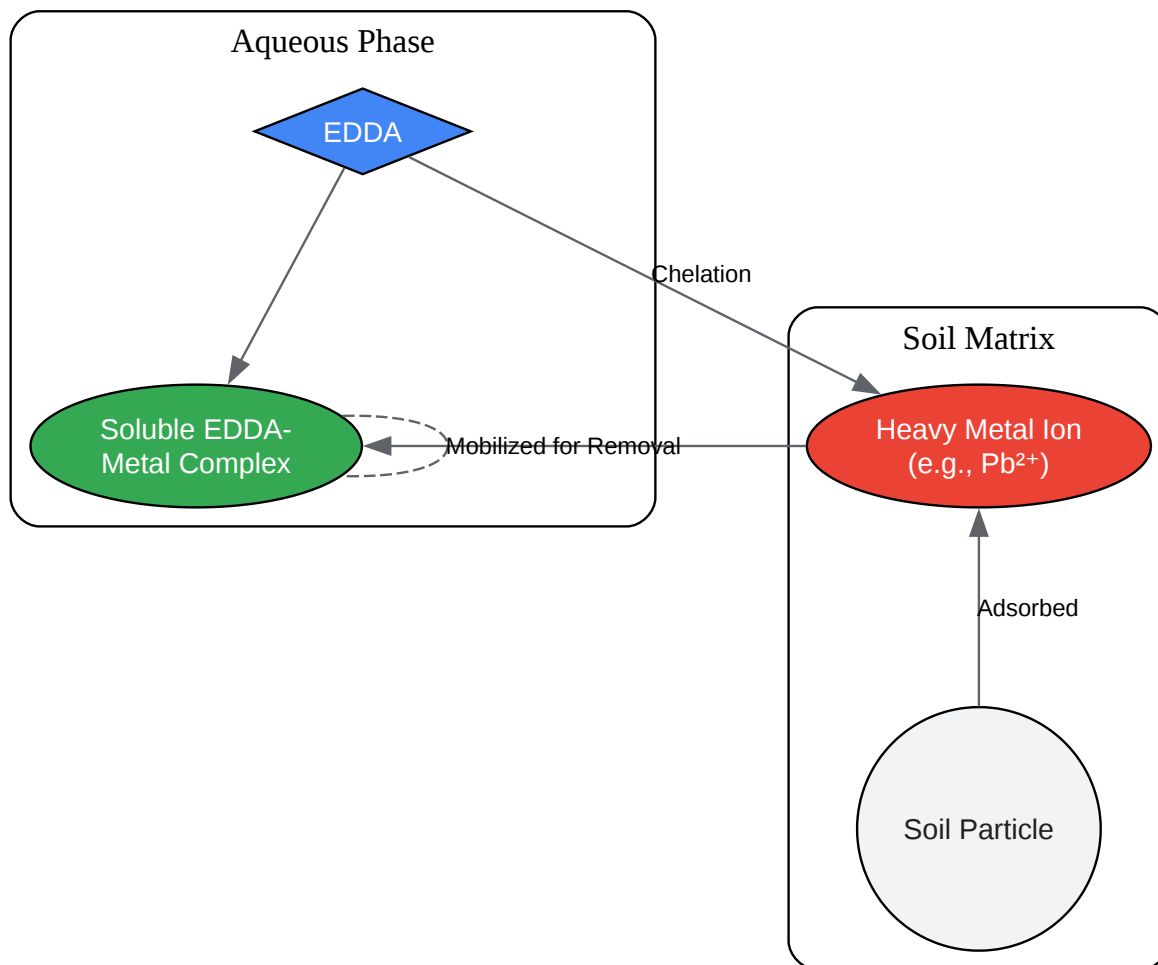 Aqueous Phase
EDDA
Chelation
Soil Matrix
Soluble EDDA-
Metal Complex
Mobilized for Removal
Heavy Metal Ion
(e.g., Pb²⁺)
Adsorbed
Soil Particle